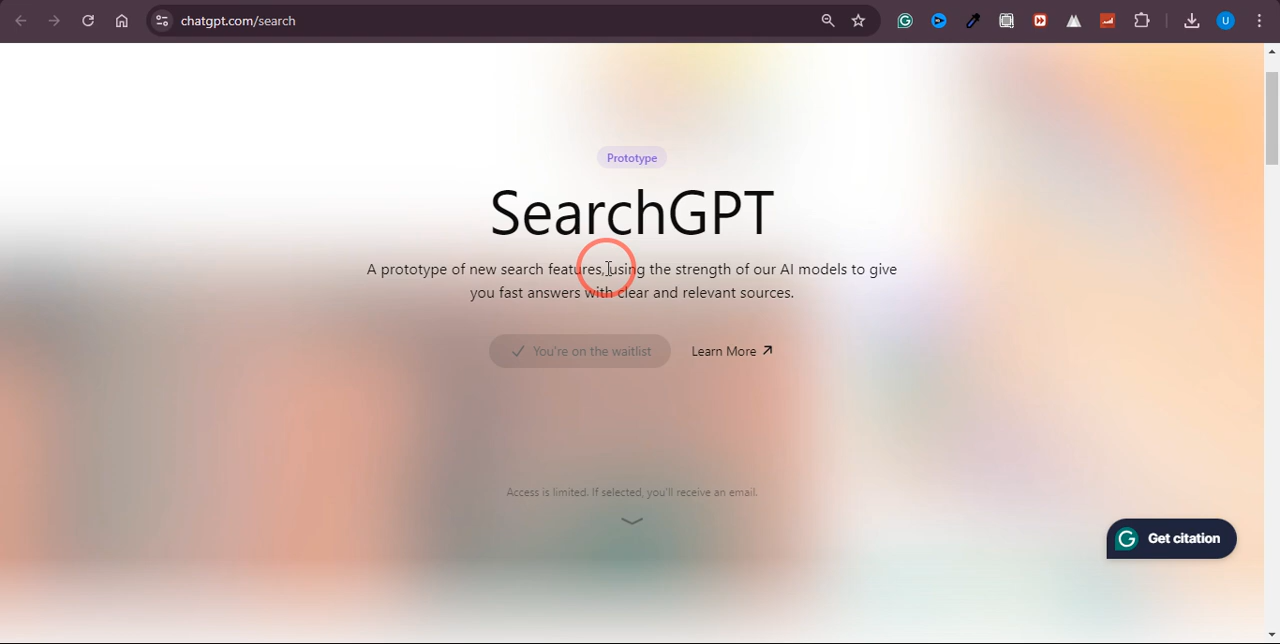 chatgpt.com/search
U
Prototype
SearchGPT
A prototype of new search features, using the strength of our AI models to give
you fast answers with clear and relevant sources.
You're on the waitlist
Learn More
Access is limited. If selected, you'll receive an email.
Get citation